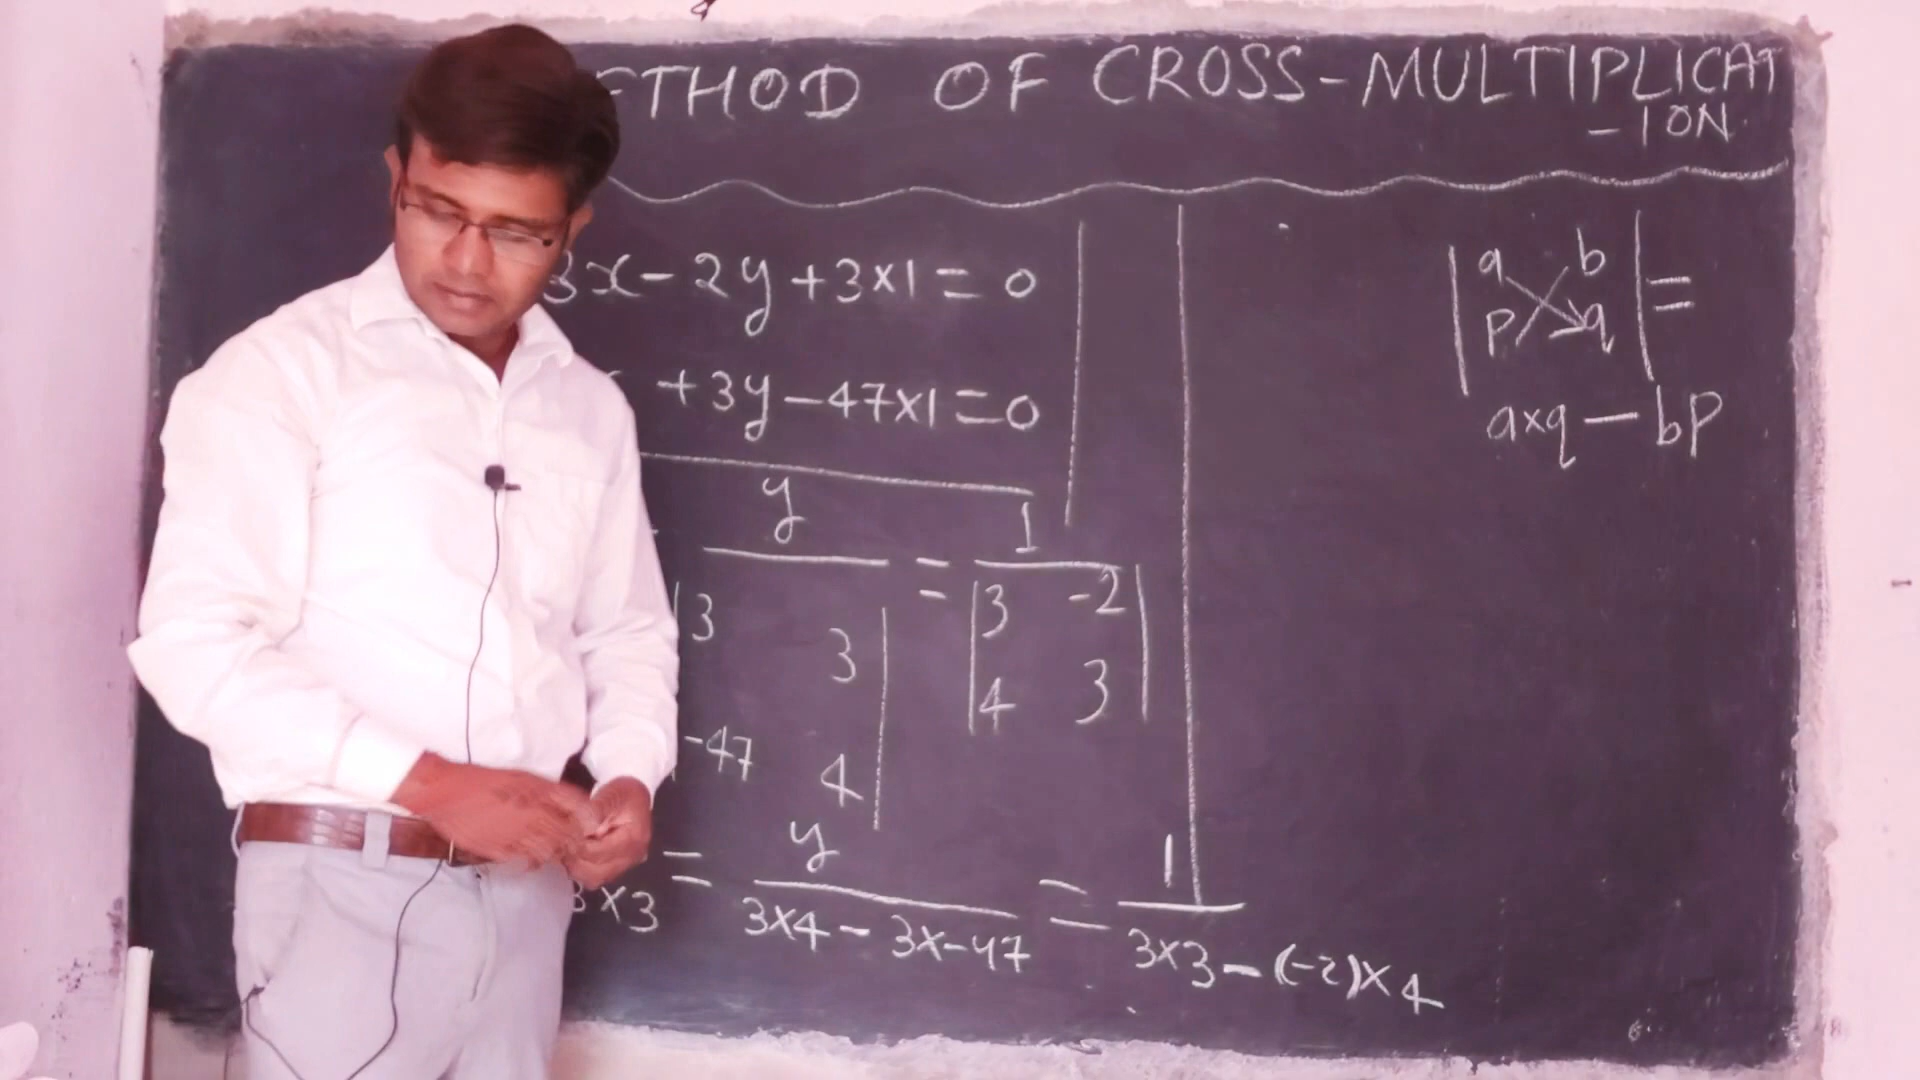 ETHOD OF CROSS-MULTIPLICAT
-ION
3x-2y+3×1=0
+3y-47×1=0
|a b|=
|p q|
a×q-bp
y 1
=
|3 3| |3 -2|
|-47 4| |4 3|
= y = 1
3×3 3×4-3×-47 3×3-(-2)×4